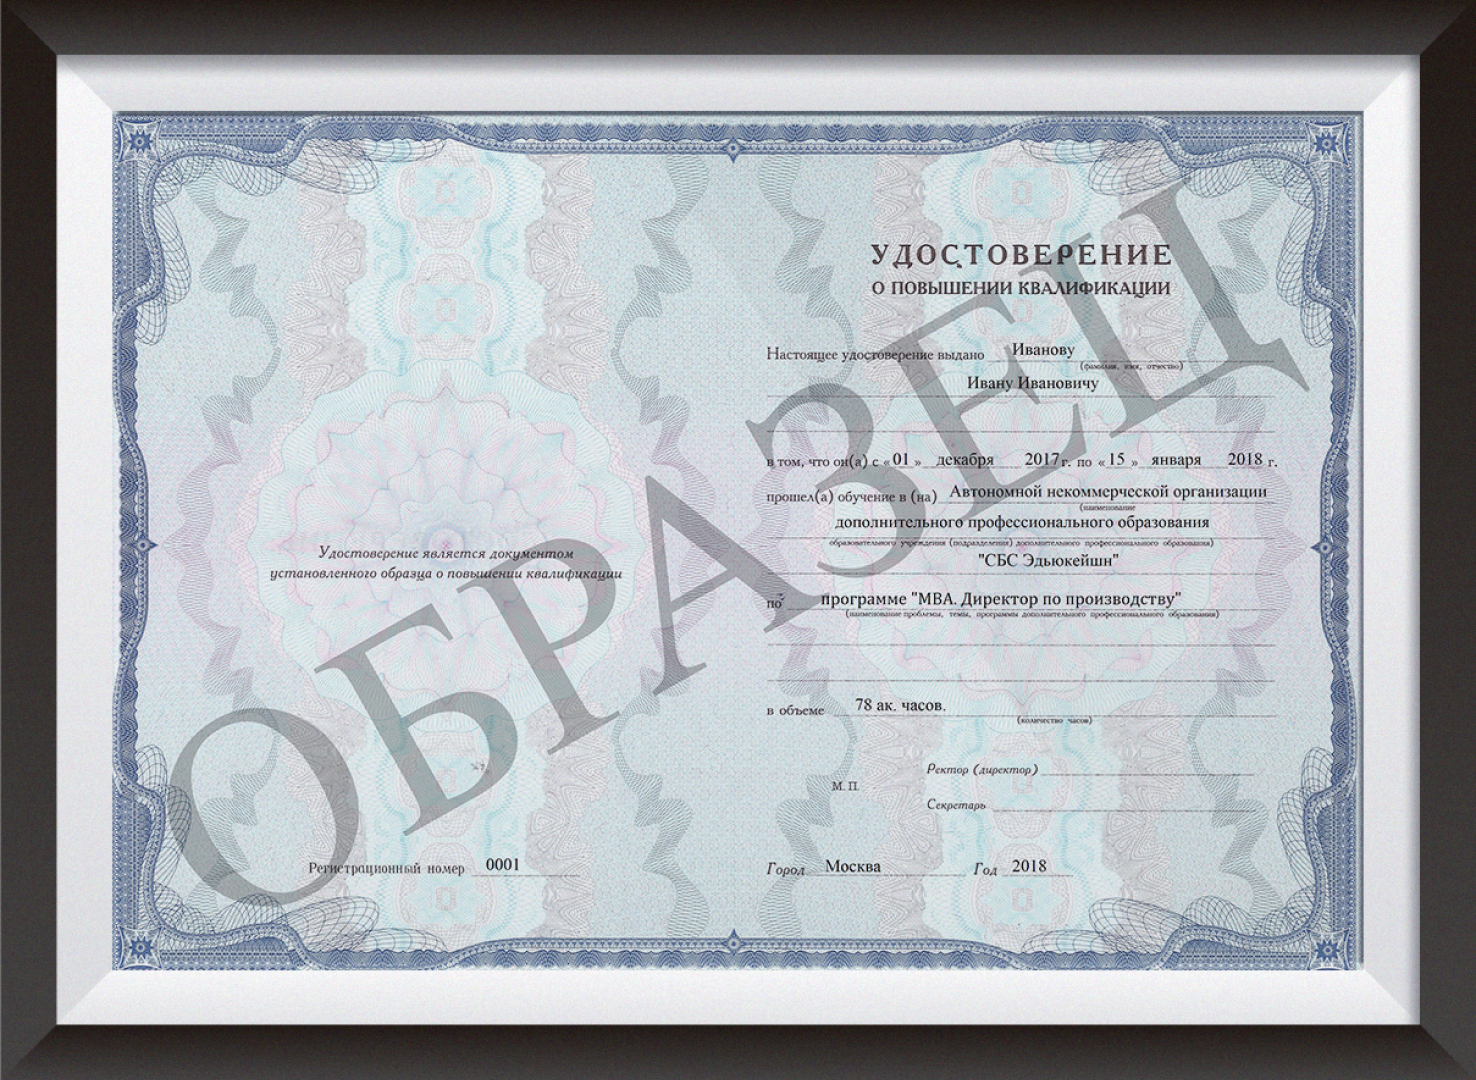 УДОСТОВЕРЕНИЕ
О ПОВЫШЕНИИ КВАЛИФИКАЦИИ
Настоящее удостоверение выдано Иванову
(фамилия, имя, отчество)
Ивану Ивановичу
в том, что он(а) с «01» декабря 2017 г. по «15» января 2018 г.
прошел(а) обучение в (на) Автономной некоммерческой организации
(наименование
дополнительного профессионального образования
образовательного учреждения (подразделения) дополнительного профессионального образования)
"СБС Эдьюкейшн"
по программе "MBA. Директор по производству"
(наименование проблемы, темы, программы дополнительного профессионального образования)
в объеме 78 ак. часов.
(количество часов)
М. П.
Ректор (директор)
Секретарь
Город Москва Год 2018
Удостоверение является документом
установленного образца о повышении квалификации
Регистрационный номер 0001
ОБРАЗЕЦ